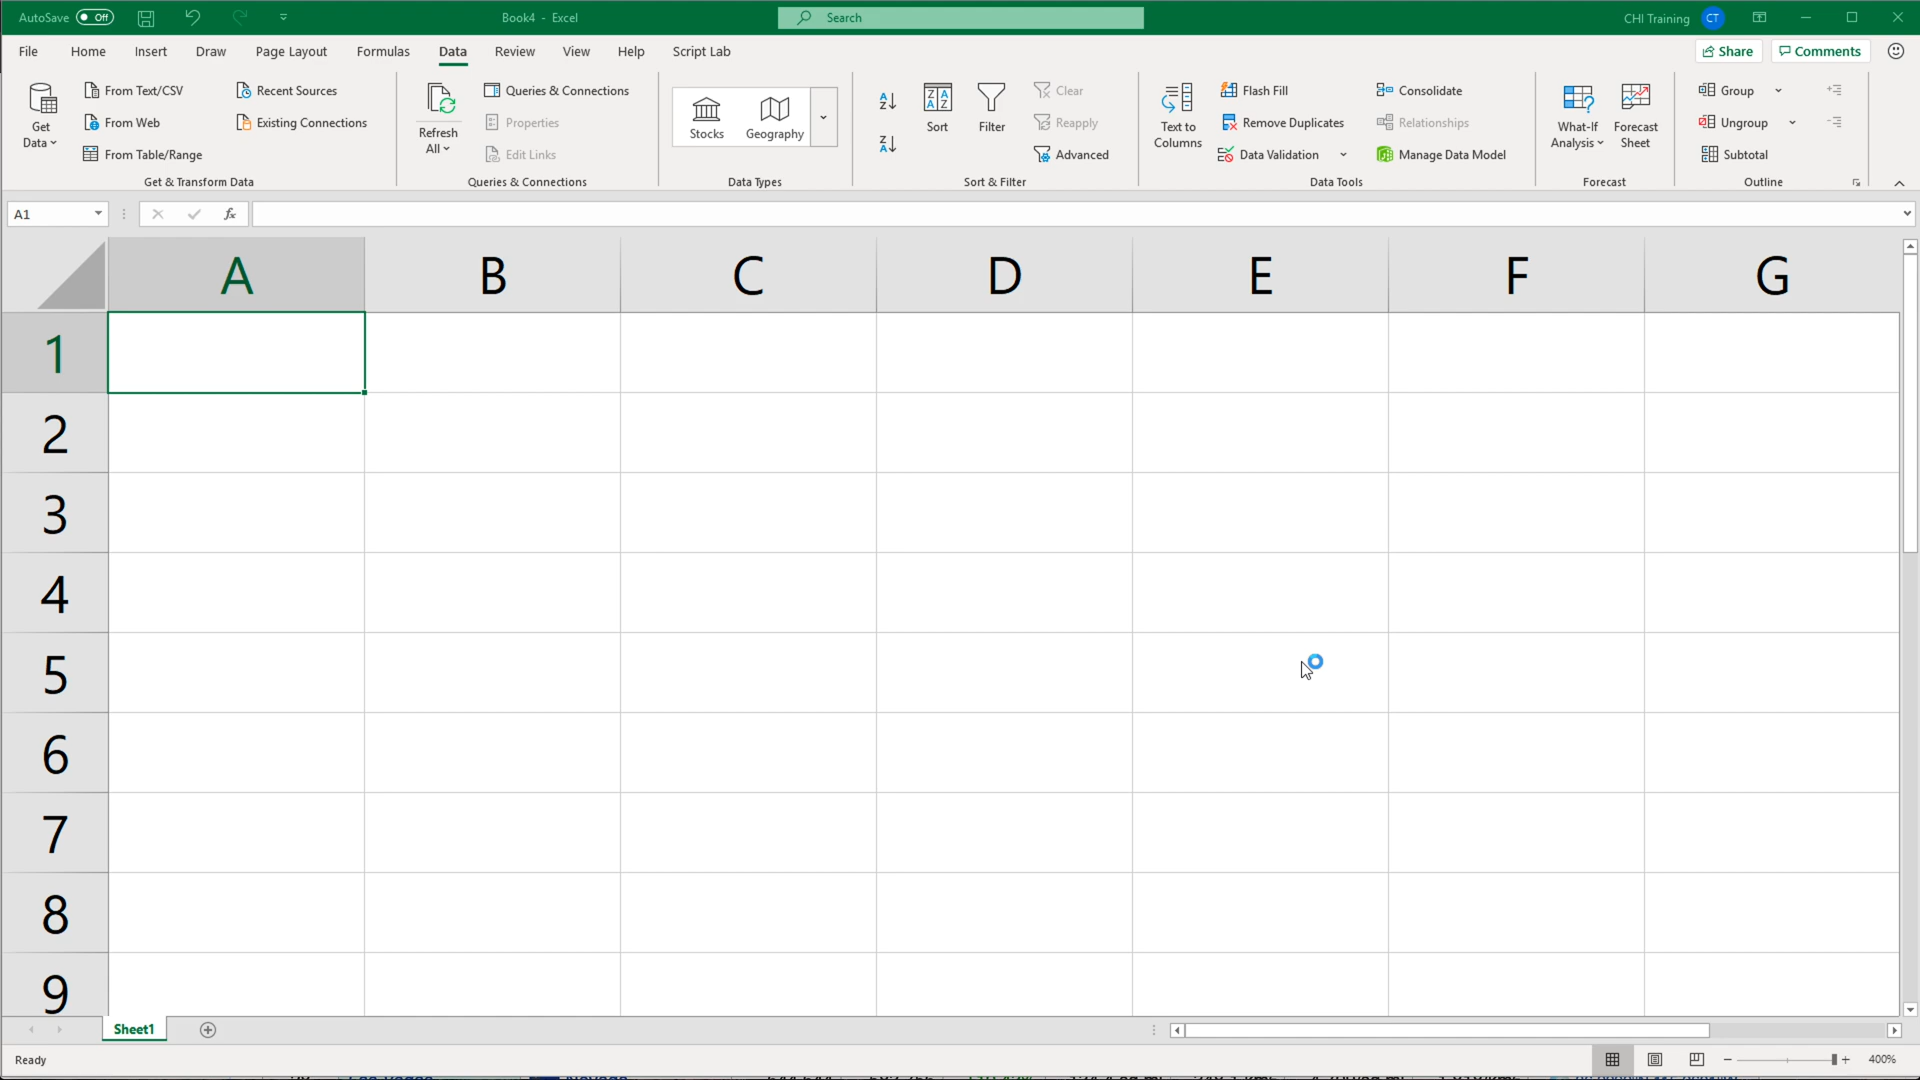 AutoSave Off Book4 - Excel Search CHI Training CT
File Home Insert Draw Page Layout Formulas Data Review View Help Script Lab Share Comments
Get Data
From Text/CSV
From Web
From Table/Range
Recent Sources
Existing Connections
Get & Transform Data
Refresh All
Queries & Connections
Properties
Edit Links
Queries & Connections
Stocks Geography
Data Types
Sort
Filter
Clear
Reapply
Advanced
Sort & Filter
Text to Columns
Flash Fill
Remove Duplicates
Data Validation
Consolidate
Relationships
Manage Data Model
Data Tools
What-If Analysis
Forecast Sheet
Forecast
Group
Ungroup
Subtotal
Outline
A1 fx
A B C D E F G
1
2
3
4
5
6
7
8
9
Sheet1
Ready 400%